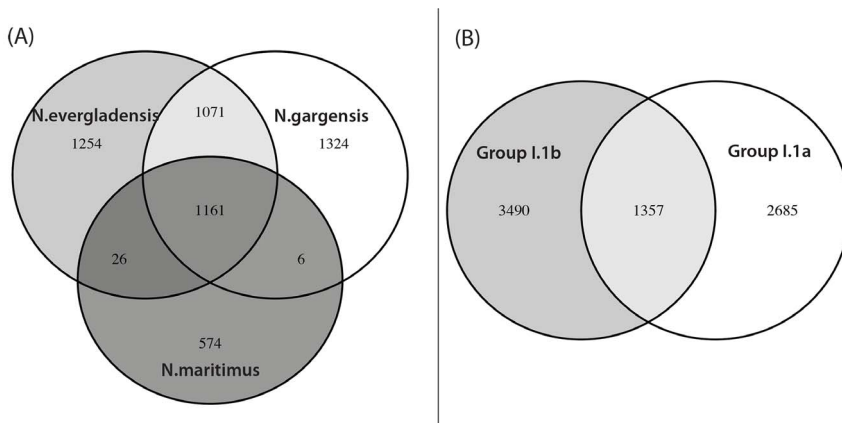 (A)
N.evergladensis
1254
1071
N.gargensis
1324
1161
26
6
574
N.maritimus
(B)
Group I.1b
3490
1357
Group I.1a
2685